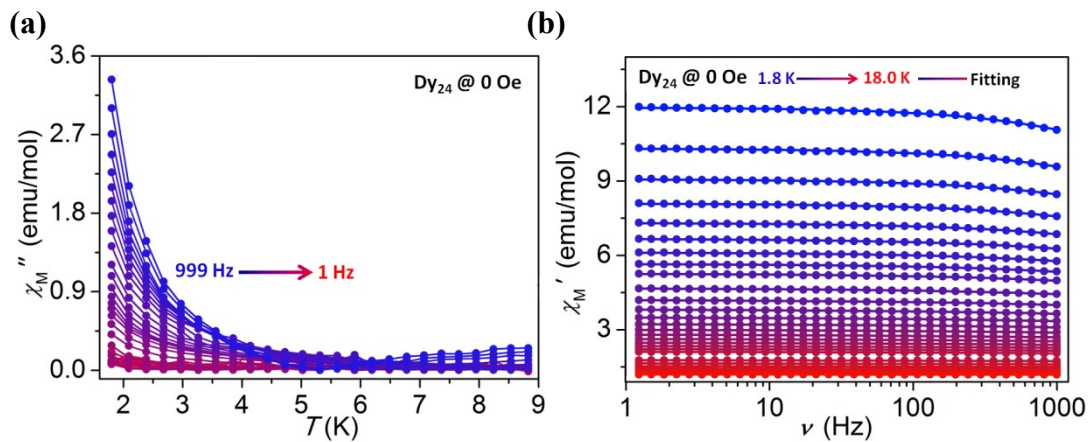 (a)
3.6
2.7
1.8
0.9
0.0
χM'' (emu/mol)
Dy24 @ 0 Oe
999 Hz 1 Hz
2 3 4 5 6 7 8 9
T (K)
(b)
12
9
6
3
χM' (emu/mol)
Dy24 @ 0 Oe 1.8 K 18.0 K Fitting
1 10 100 1000
ν (Hz)